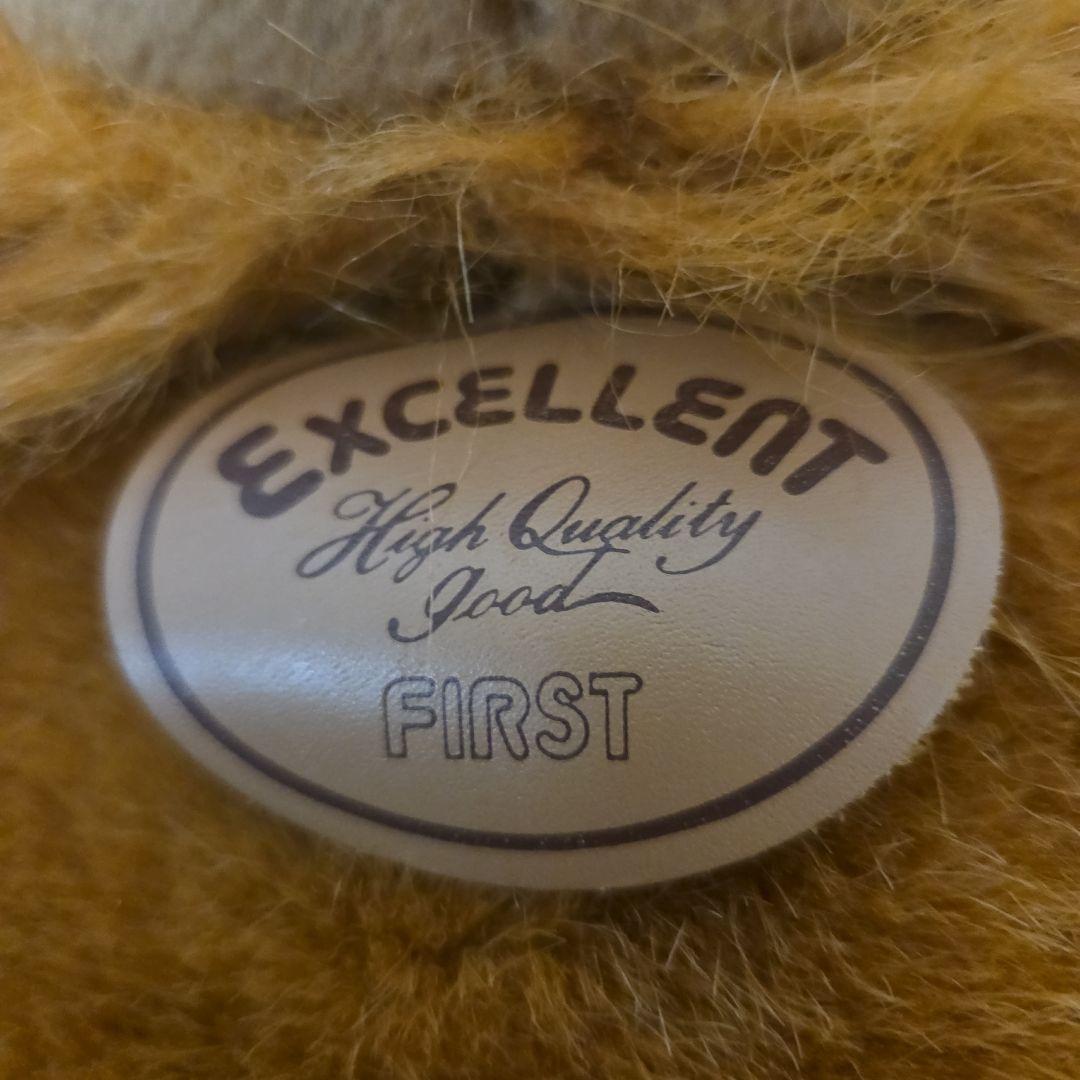 EXCELLENT
High Quality
good
FIRST